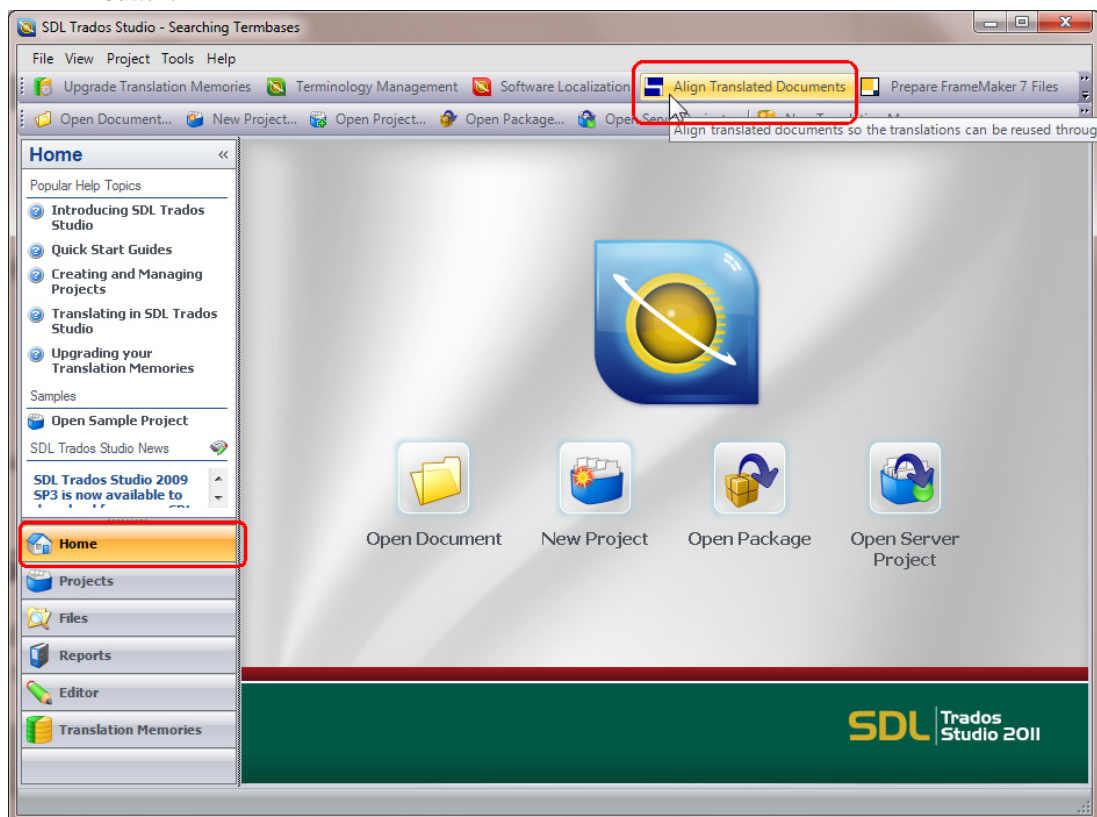 SDL Trados Studio - Searching Termbases
File View Project Tools Help
Upgrade Translation Memories Terminology Management Software Localization Align Translated Documents Prepare FrameMaker 7 Files
Open Document... New Project... Open Project... Open Package...
Align translated documents so the translations can be reused throug
Home «
Popular Help Topics
Introducing SDL Trados
Studio
Quick Start Guides
Creating and Managing
Projects
Translating in SDL Trados
Studio
Upgrading your
Translation Memories
Samples
Open Sample Project
SDL Trados Studio News
SDL Trados Studio 2009
SP3 is now available to
Home
Projects
Files
Reports
Editor
Translation Memories
Open Document New Project Open Package Open Server
Project
SDL Trados
Studio 2011